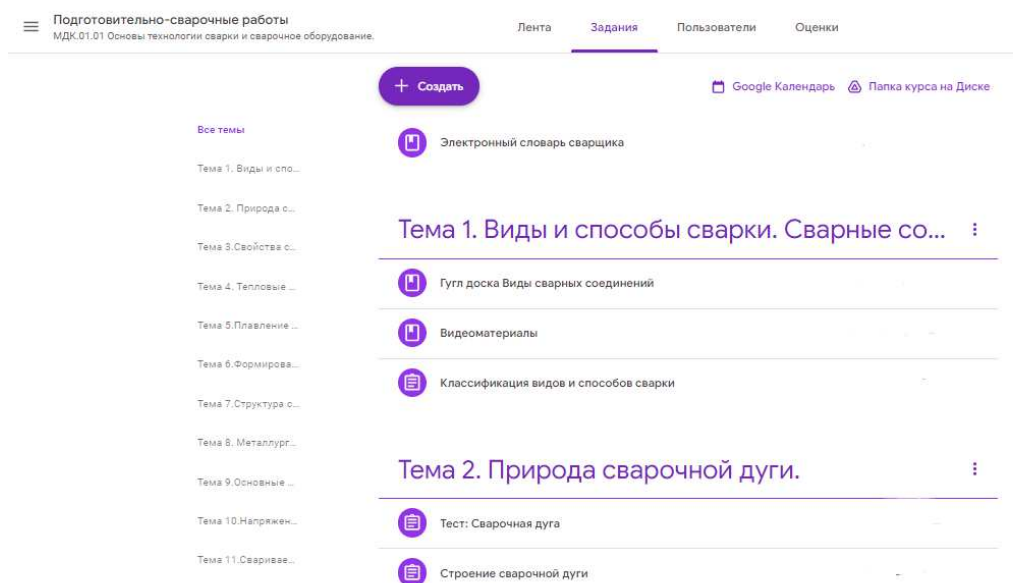 Подготовительно-сварочные работы
МДК.01.01 Основы технологии сварки и сварочное оборудование.
Лента
Задания
Пользователи
Оценки
Создать
Google Календарь
Папка курса на Диске
Все темы
Тема 1. Виды и спо...
Тема 2. Природа с...
Тема 3.Свойства с...
Тема 4. Тепловые ...
Тема 5.Плавление ...
Тема 6.Формирова...
Тема 7.Структура с...
Тема 8. Металлург...
Тема 9.Основные ...
Тема 10.Напряжен...
Тема 11.Сваривае...
Электронный словарь сварщика
Тема 1. Виды и способы сварки. Сварные со...
Гугл доска Виды сварных соединений
Видеоматериалы
Классификация видов и способов сварки
Тема 2. Природа сварочной дуги.
Тест: Сварочная дуга
Строение сварочной дуги